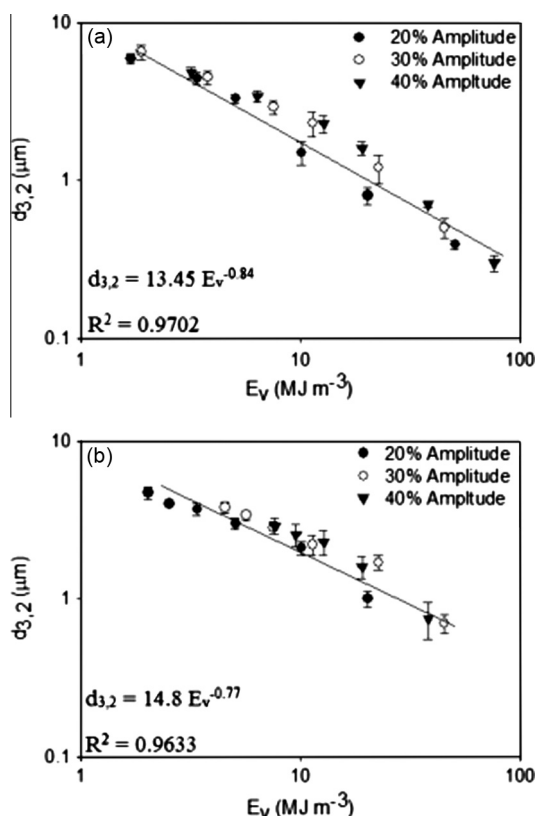 (a)
20% Amplitude
30% Amplitude
40% Ampltude
10
1
0.1
d3,2 (μm)
d3,2 = 13.45 Ev-0.84
R2 = 0.9702
1
10
100
Ev (MJ m-3)
(b)
20% Amplitude
30% Amplitude
40% Ampltude
10
1
0.1
d3,2 (μm)
d3,2 = 14.8 Ev-0.77
R2 = 0.9633
1
10
100
Ev (MJ m-3)